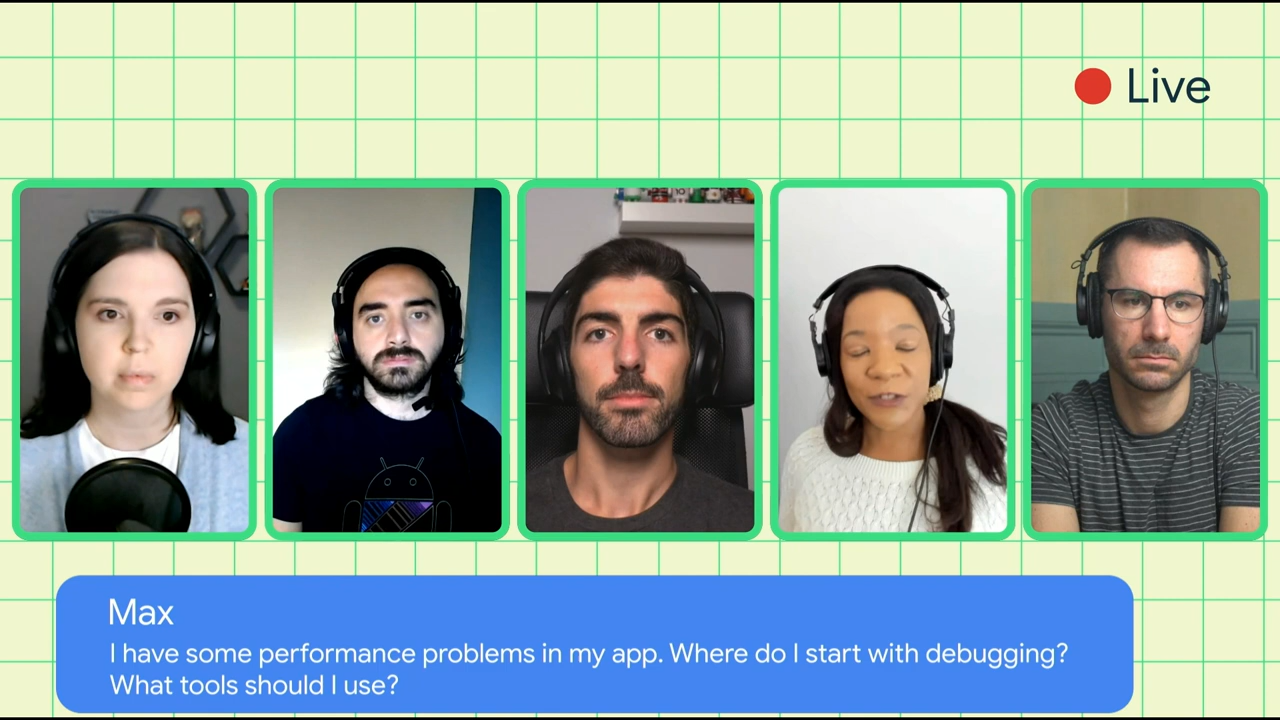 Live
Max
I have some performance problems in my app. Where do I start with debugging?
What tools should I use?